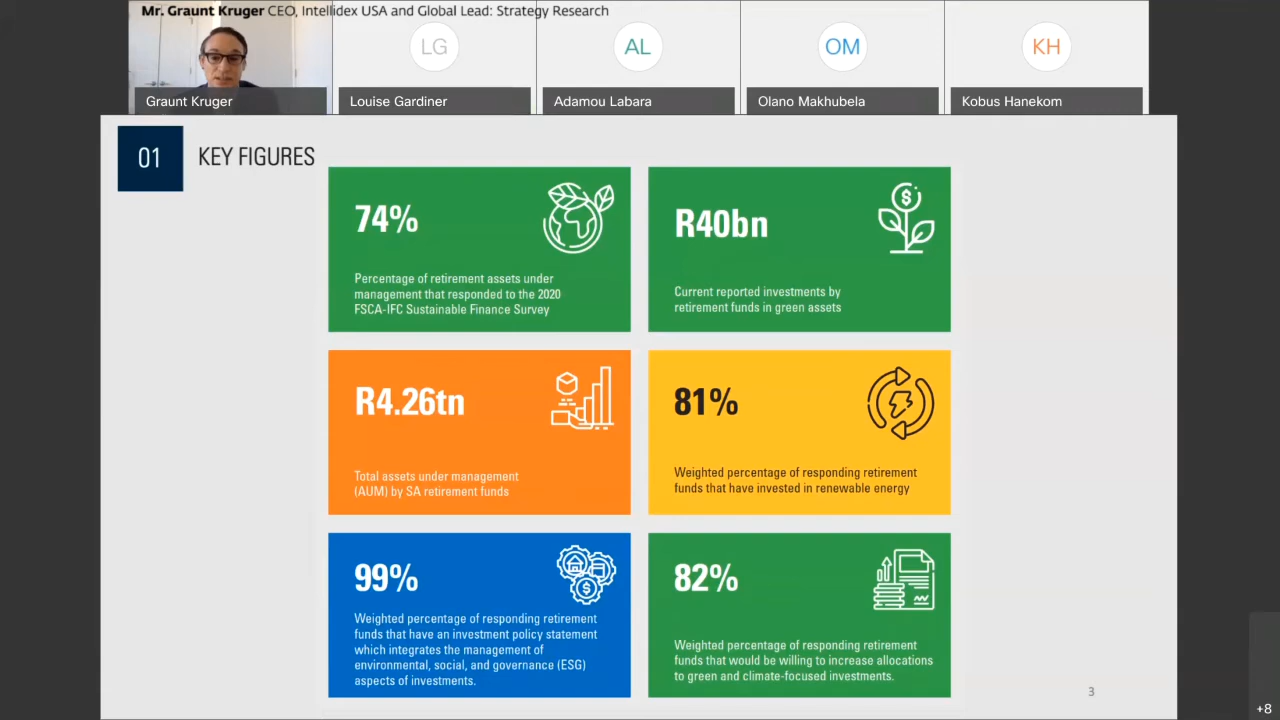 Mr. Graunt Kruger CEO, Intellidex USA and Global Lead: Strategy Research
LG
AL
OM
KH
Graunt Kruger
Louise Gardiner
Adamou Labara
Olano Makhubela
Kobus Hanekom
01
KEY FIGURES
74%
Percentage of retirement assets under
management that responded to the 2020
FSCA-IFC Sustainable Finance Survey
R40bn
$
Current reported investments by
retirement funds in green assets
R4.26tn
Total assets under management
(AUM) by SA retirement funds
81%
Weighted percentage of responding retirement
funds that have invested in renewable energy
99%
$
Weighted percentage of responding retirement
funds that have an investment policy statement
which integrates the management of
environmental, social, and governance (ESG)
aspects of investments.
82%
Weighted percentage of responding retirement
funds that would be willing to increase allocations
to green and climate-focused investments.
3
+8